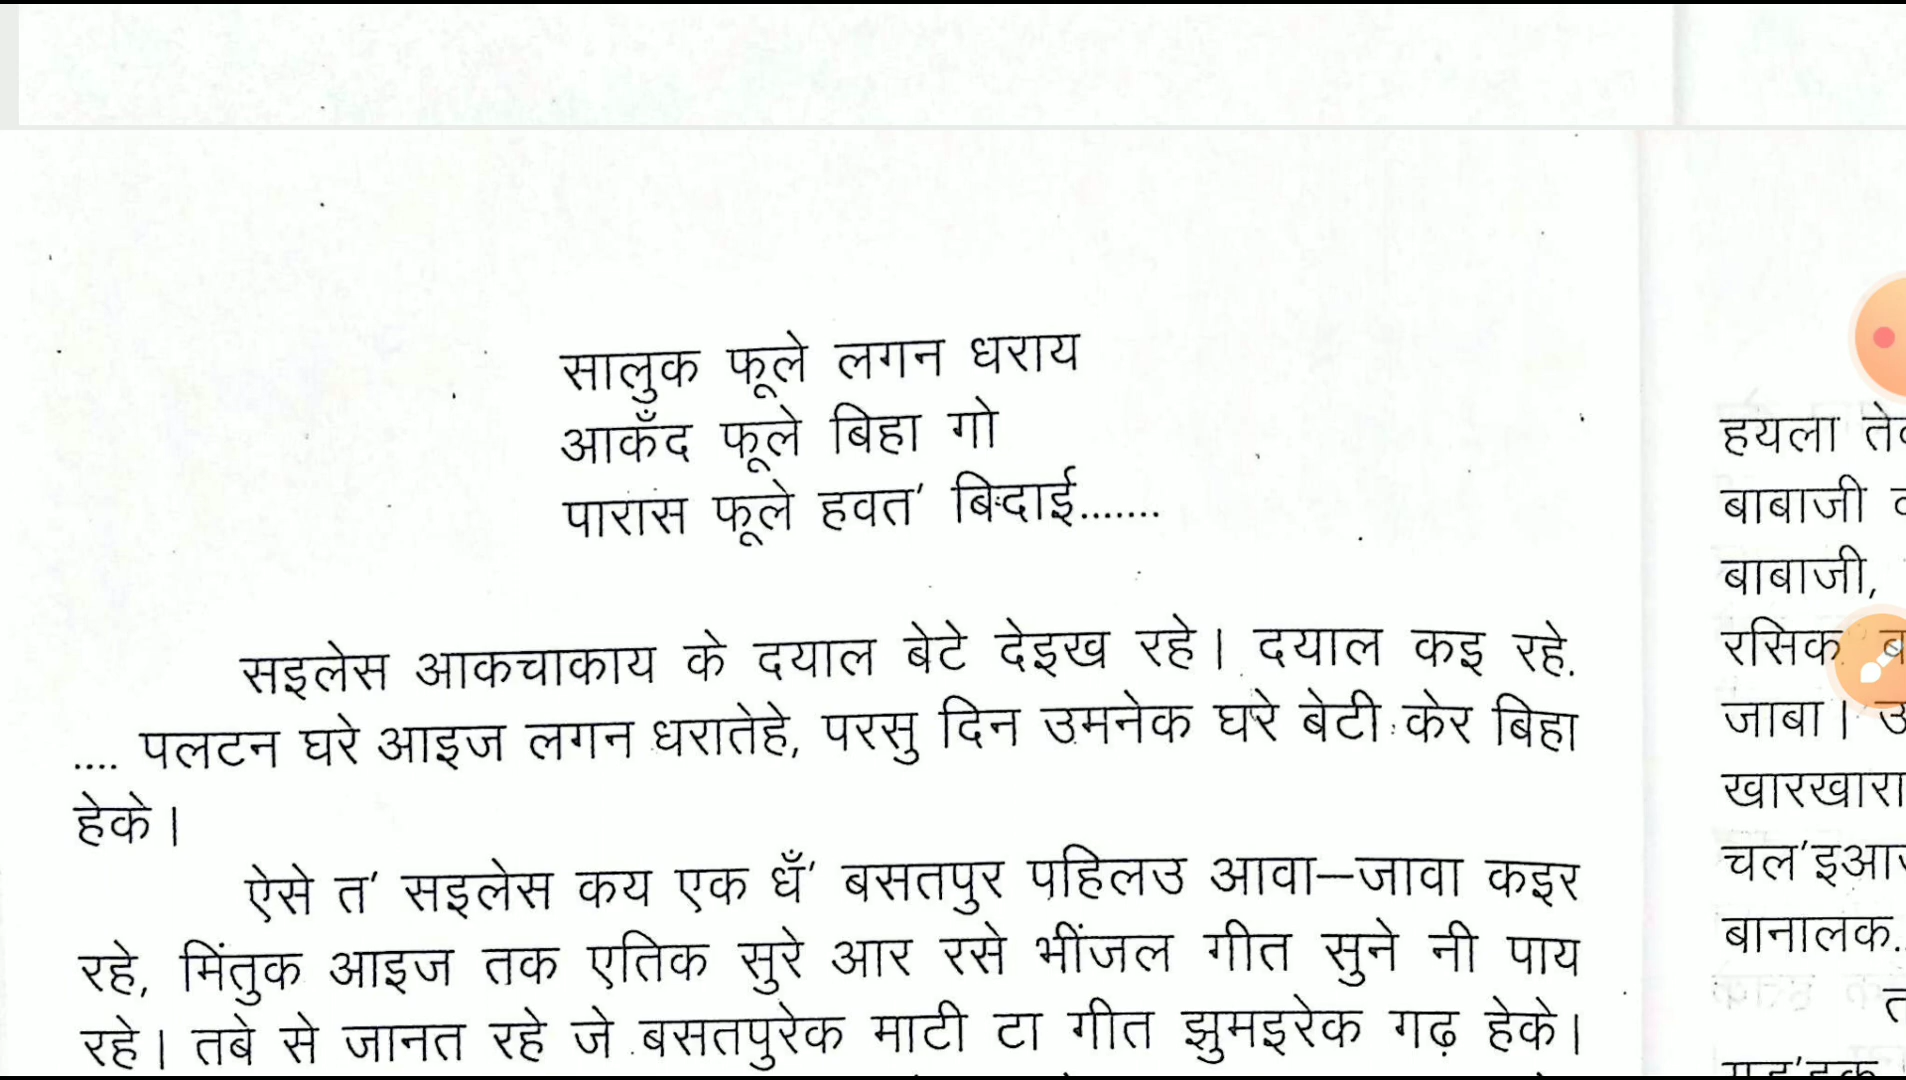 सालुक फूले लगन धराय
आकँद फूले बिहा गो
पारास फूले हवत' बिदाई.......
सइलेस आकचाकाय के दयाल बेटे देइख रहे। दयाल कइ रहे.
.... पलटन घरे आइज लगन धरातेहे, परसु दिन उमनेक घरे बेटी केर बिहा
हेके।
ऐसे त' सइलेस कय एक धँ' बसतपुर पहिलउ आवा–जावा कइर
रहे, मिंतुक आइज तक एतिक सुरे आर रसे भींजल गीत सुने नी पाय
रहे। तबे से जानत रहे जे बसतपुरेक माटी टा गीत झुमइरेक गढ़ हेके।
हयला
बाबाजी
बाबाजी,
रसिक
जाबा।
खारखारा
चल'इआर
बानालक..